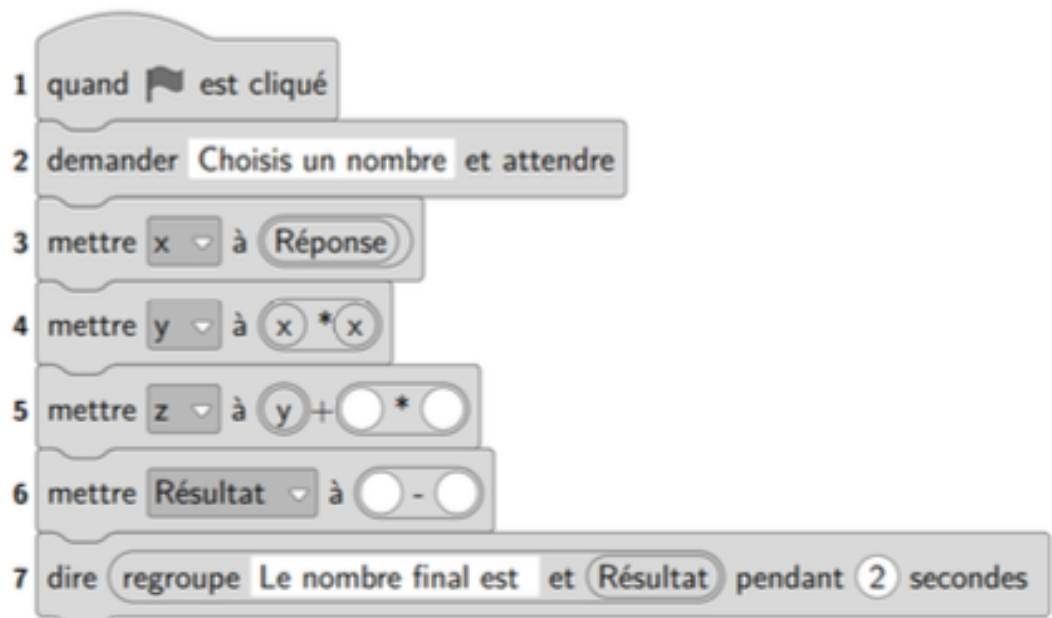 1 quand est cliqué
2 demander Choisis un nombre et attendre
3 mettre x à Réponse
4 mettre y à x * x
5 mettre z à y + *
6 mettre Résultat à -
7 dire regroupe Le nombre final est et Résultat pendant 2 secondes